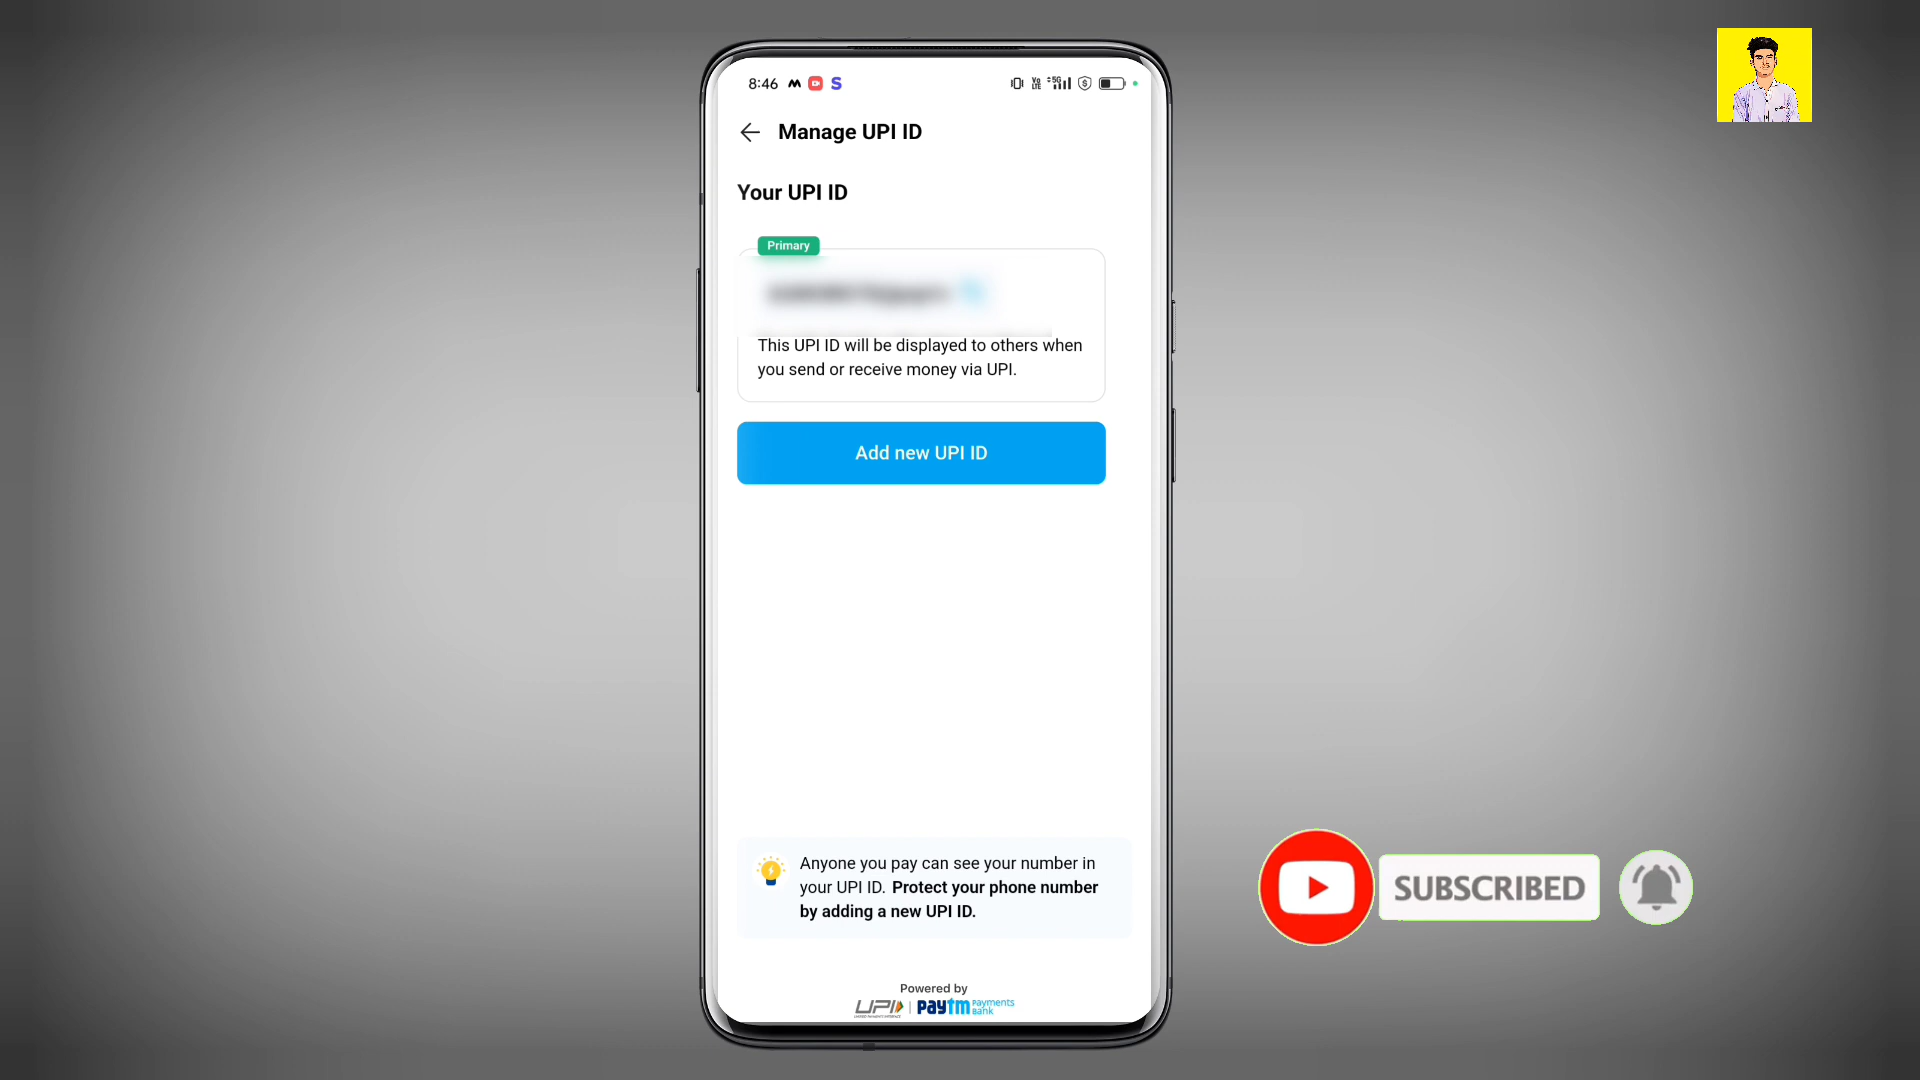 8:46
Manage UPI ID
Your UPI ID
Primary
This UPI ID will be displayed to others when
you send or receive money via UPI.
Add new UPI ID
Anyone you pay can see your number in
your UPI ID. Protect your phone number
by adding a new UPI ID.
Powered by
UPI paytm Payments Bank
SUBSCRIBED